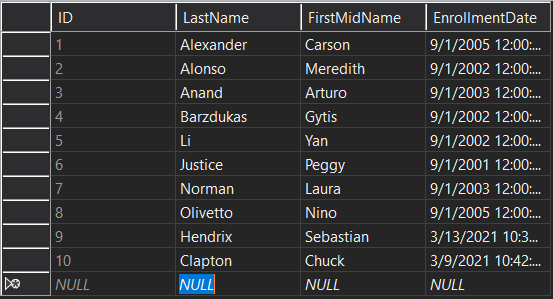 ID LastName FirstMidName EnrollmentDate
1 Alexander Carson 9/1/2005 12:00:...
2 Alonso Meredith 9/1/2002 12:00:...
3 Anand Arturo 9/1/2003 12:00:...
4 Barzdukas Gytis 9/1/2002 12:00:...
5 Li Yan 9/1/2002 12:00:...
6 Justice Peggy 9/1/2001 12:00:...
7 Norman Laura 9/1/2003 12:00:...
8 Olivetto Nino 9/1/2005 12:00:...
9 Hendrix Sebastian 3/13/2021 10:3...
10 Clapton Chuck 3/9/2021 10:42:...
NULL NULL NULL NULL